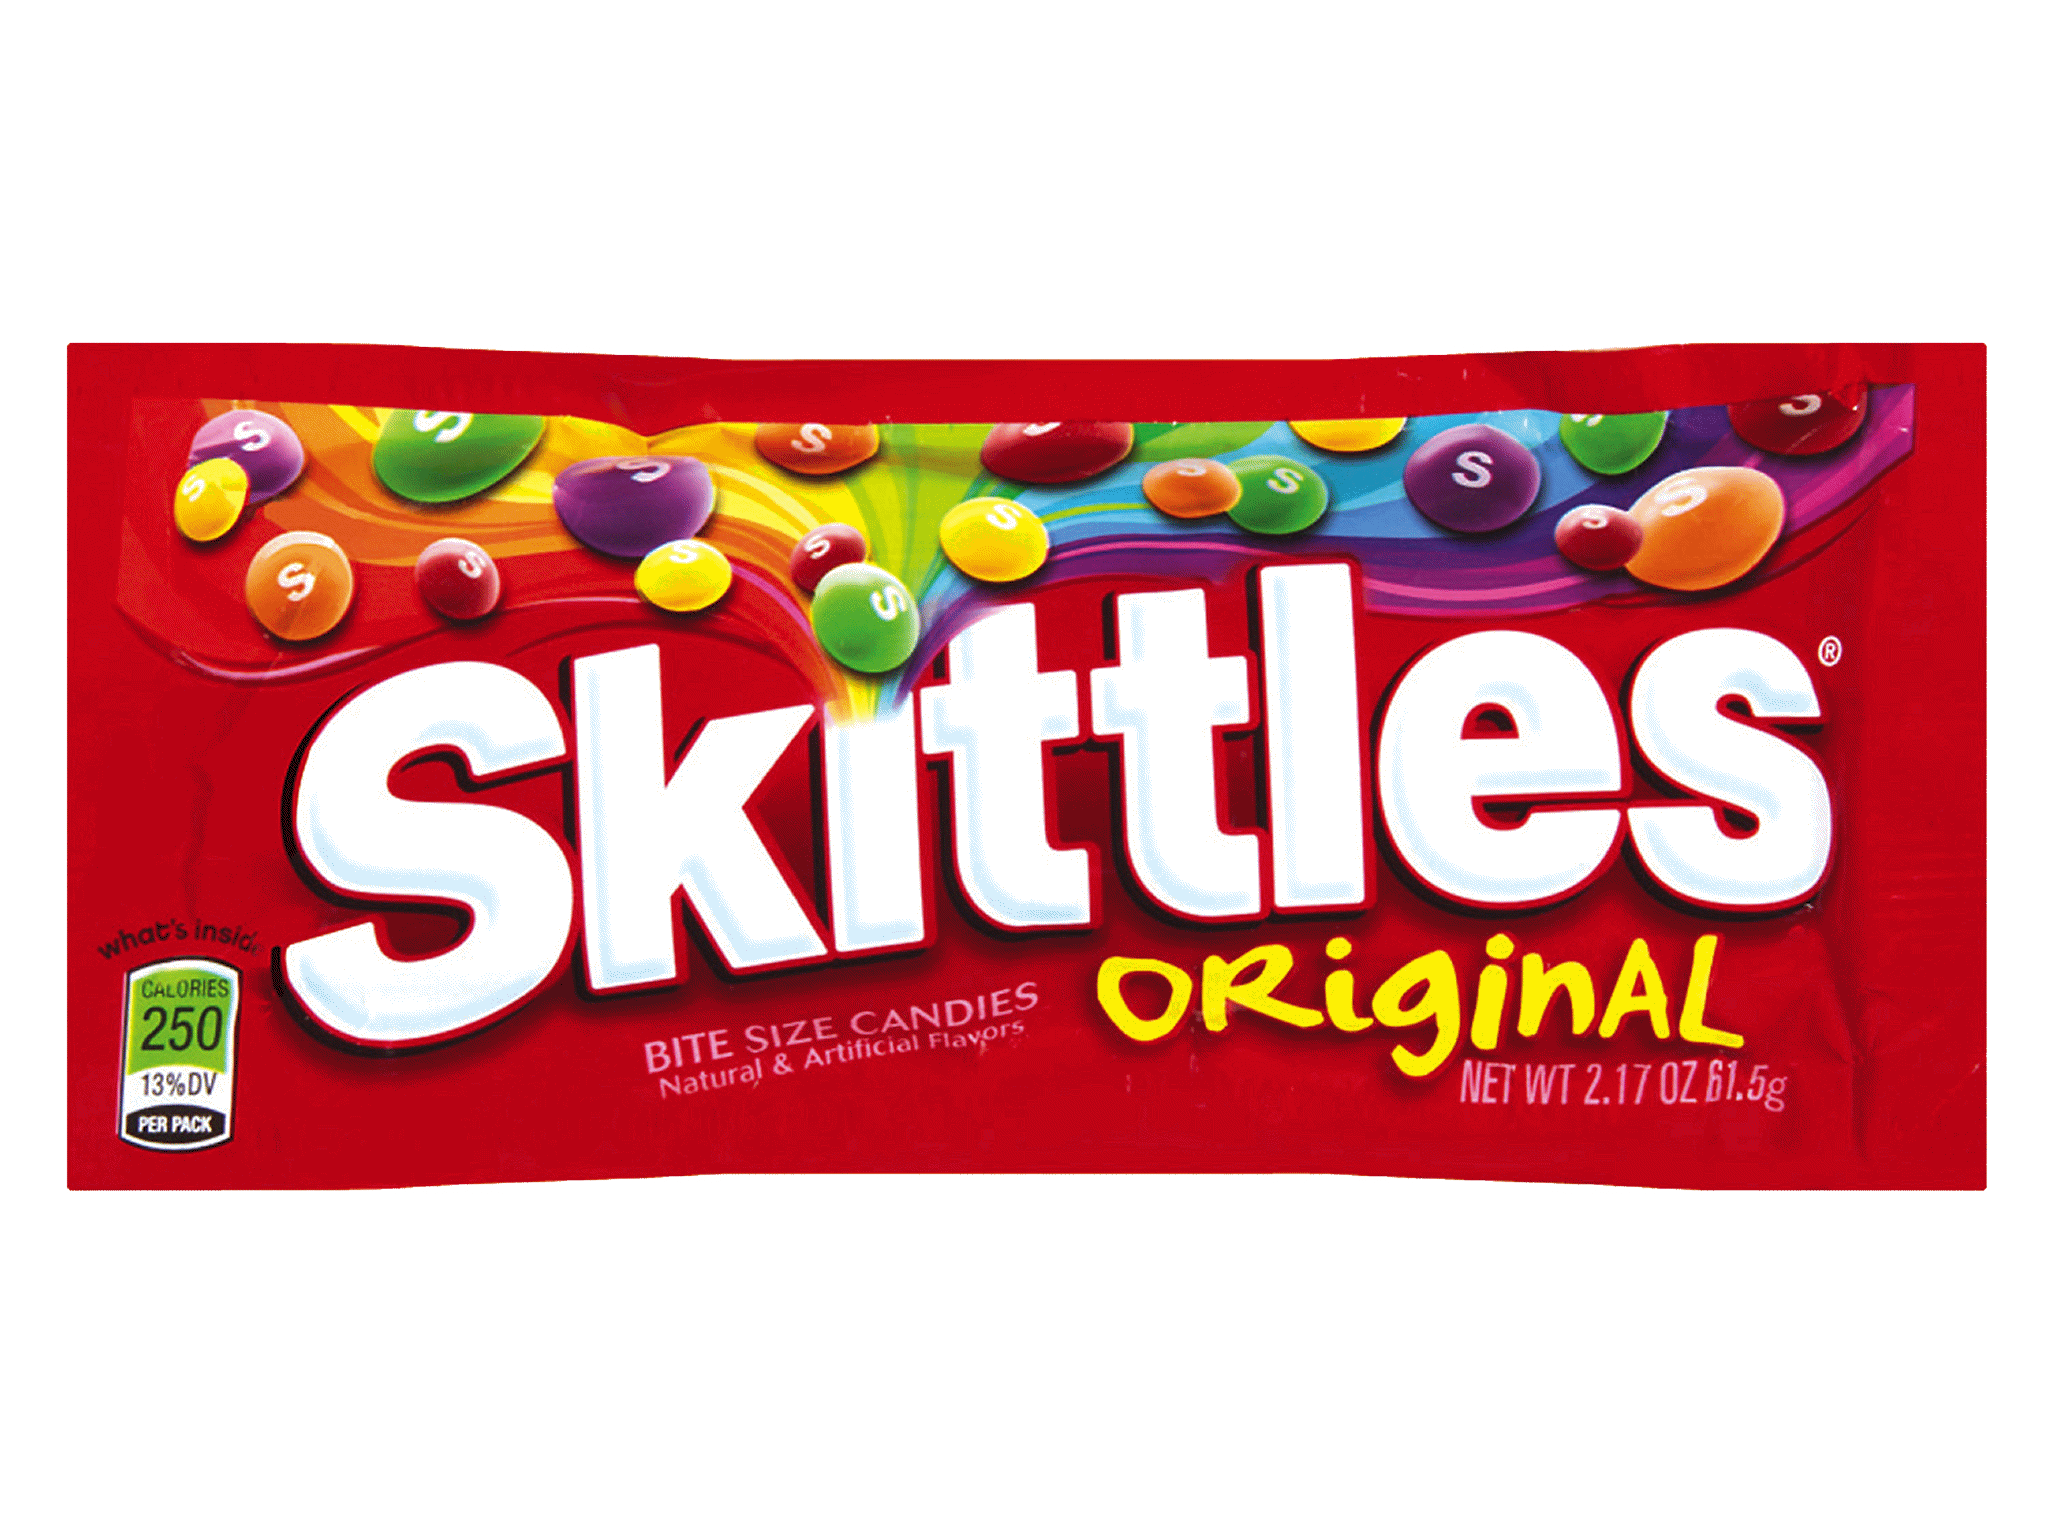 S S S S S S S S S S S S S S S S S S
Skittles®
ORiginAL
what's inside
CALORIES
250
13%DV
PER PACK
BITE SIZE CANDIES
Natural & Artificial Flavors
NET WT 2.17 OZ 61.5g